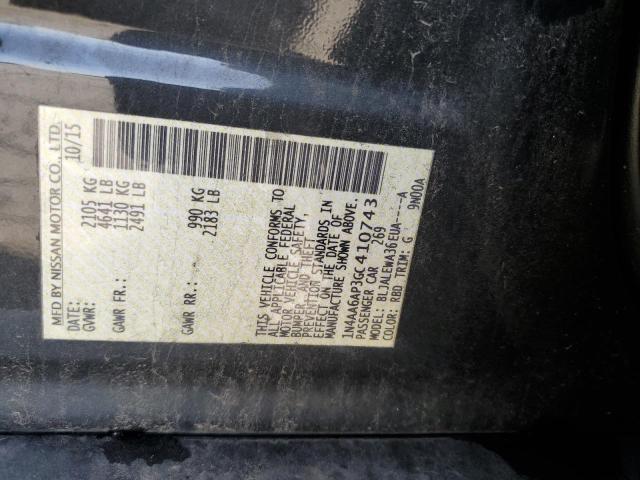 MFD BY NISSAN MOTOR CO., LTD.
DATE: 10/15
GVWR: 2105 KG
4641 LB
GAWR FR.: 1130 KG
2491 LB
GAWR RR.: 990 KG
2183 LB
THIS VEHICLE CONFORMS TO
ALL APPLICABLE FEDERAL
MOTOR VEHICLE SAFETY,
BUMPER, AND THEFT
PREVENTION STANDARDS IN
EFFECT ON THE DATE OF
MANUFACTURE SHOWN ABOVE.
1N4AA6AP3GC410743
PASSENGER CAR 269
MODEL: BLJALEWA36EUA----A
COLOR: RBD TRIM: G 9N00A